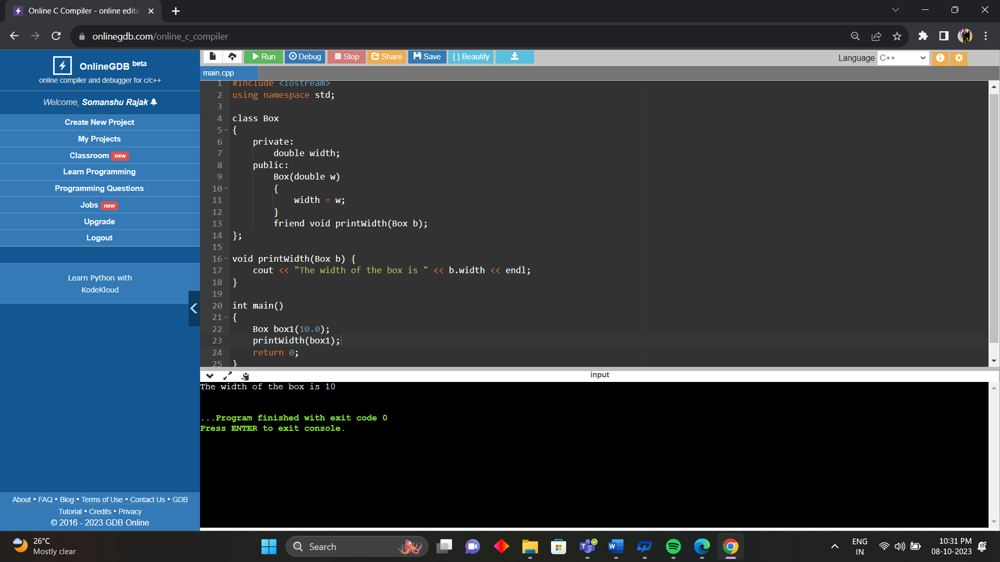 Online C Compiler - online edito
onlinegdb.com/online_c_compiler
OnlineGDB beta
online compiler and debugger for c/c++
Welcome, Somanshu Rajak
Create New Project
My Projects
Classroom new
Learn Programming
Programming Questions
Jobs new
Upgrade
Logout
Learn Python with
KodeKloud
About • FAQ • Blog • Terms of Use • Contact Us • GDB
Tutorial • Credits • Privacy
© 2016 - 2023 GDB Online
Run Debug Stop Share Save { } Beautify
Language C++
main.cpp
1 #include <iostream>
2 using namespace std;
3
4 class Box
5 {
6     private:
7         double width;
8     public:
9         Box(double w)
10         {
11             width = w;
12         }
13         friend void printWidth(Box b);
14 };
15
16 void printWidth(Box b) {
17     cout << "The width of the box is " << b.width << endl;
18 }
19
20 int main()
21 {
22     Box box1(10.0);
23     printWidth(box1);
24     return 0;
25 }
input
The width of the box is 10
...Program finished with exit code 0
Press ENTER to exit console.
26°C
Mostly clear
Search
ENG
IN
10:31 PM
08-10-2023